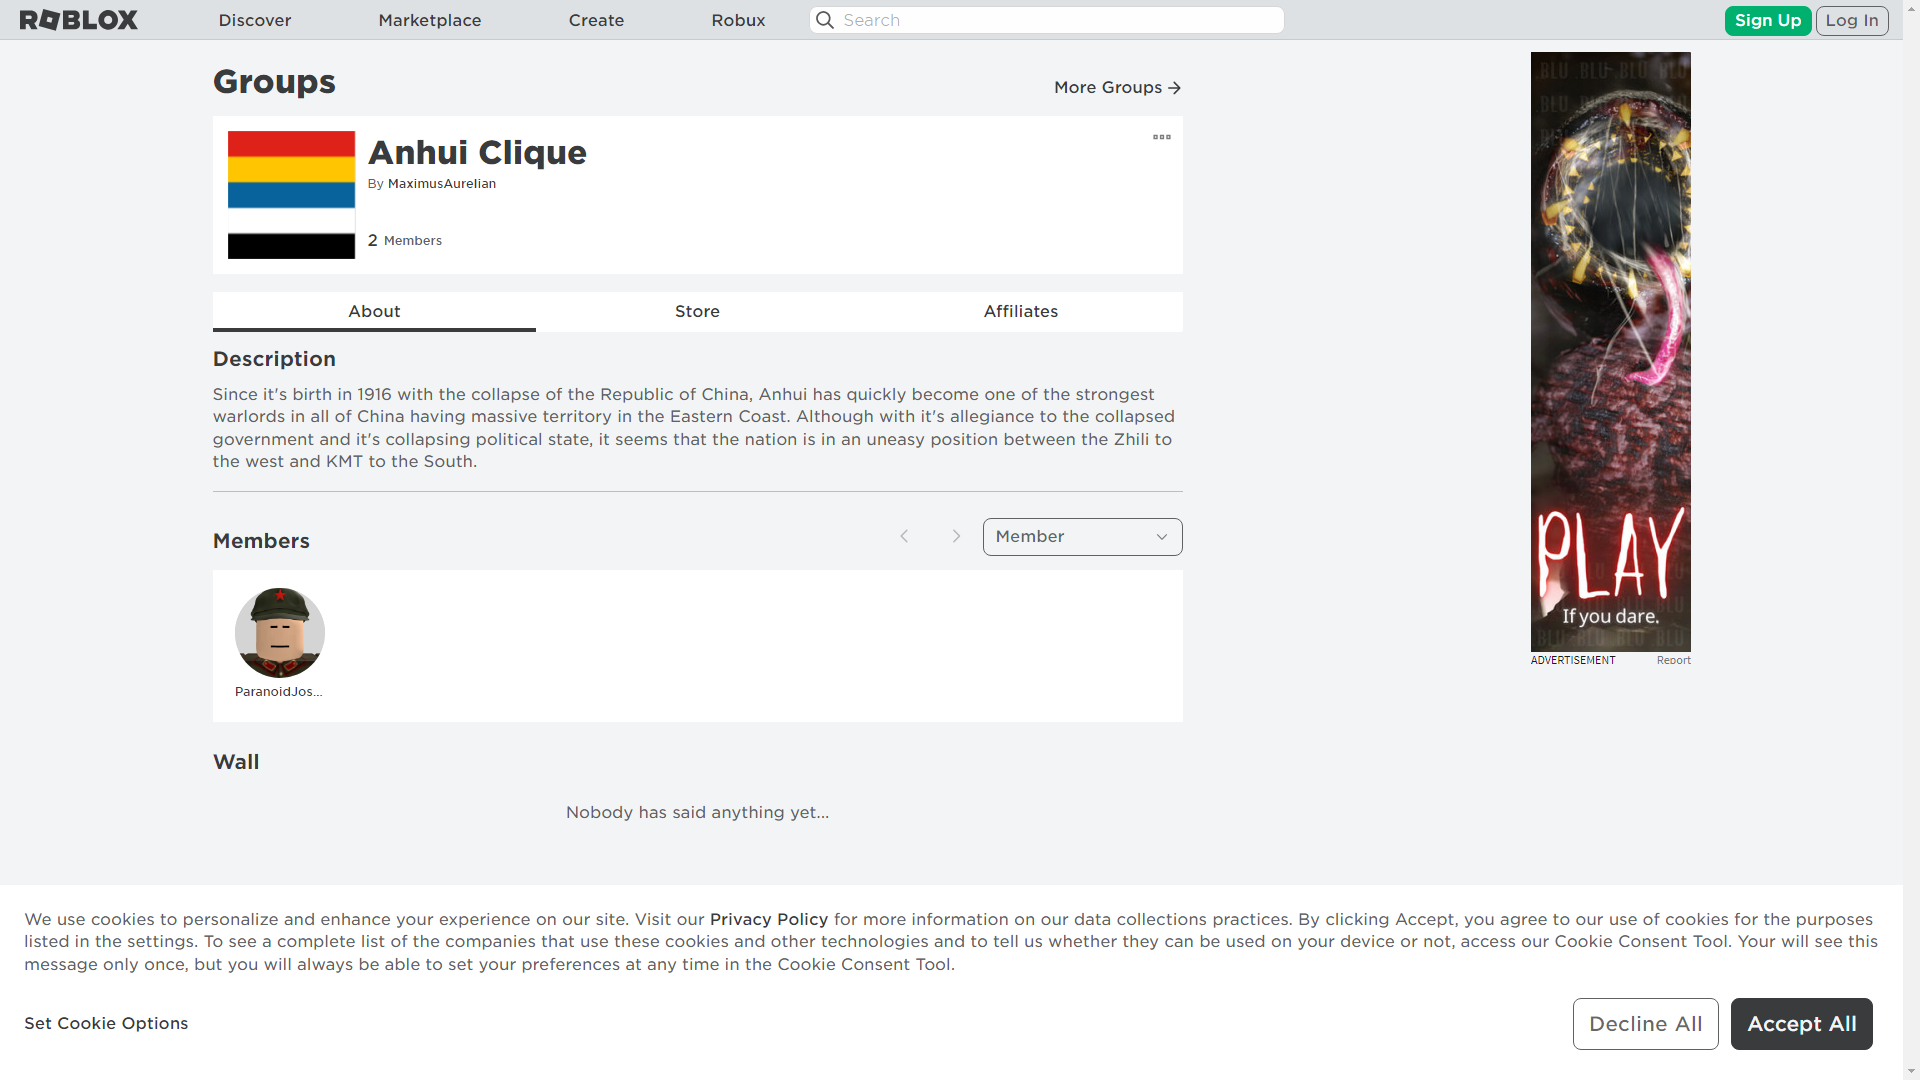 ROBLOX
Discover
Marketplace
Create
Robux
Search
Sign Up
Log In
Groups
More Groups
Anhui Clique
By MaximusAurelian
2 Members
About
Store
Affiliates
Description
Since it's birth in 1916 with the collapse of the Republic of China, Anhui has quickly become one of the strongest
warlords in all of China having massive territory in the Eastern Coast. Although with it's allegiance to the collapsed
government and it's collapsing political state, it seems that the nation is in an uneasy position between the Zhili to
the west and KMT to the South.
Members
Member
ParanoidJos...
Wall
Nobody has said anything yet...
PLAY
If you dare.
ADVERTISEMENT
Report
We use cookies to personalize and enhance your experience on our site. Visit our Privacy Policy for more information on our data collections practices. By clicking Accept, you agree to our use of cookies for the purposes
listed in the settings. To see a complete list of the companies that use these cookies and other technologies and to tell us whether they can be used on your device or not, access our Cookie Consent Tool. Your will see this
message only once, but you will always be able to set your preferences at any time in the Cookie Consent Tool.
Set Cookie Options
Decline All
Accept All